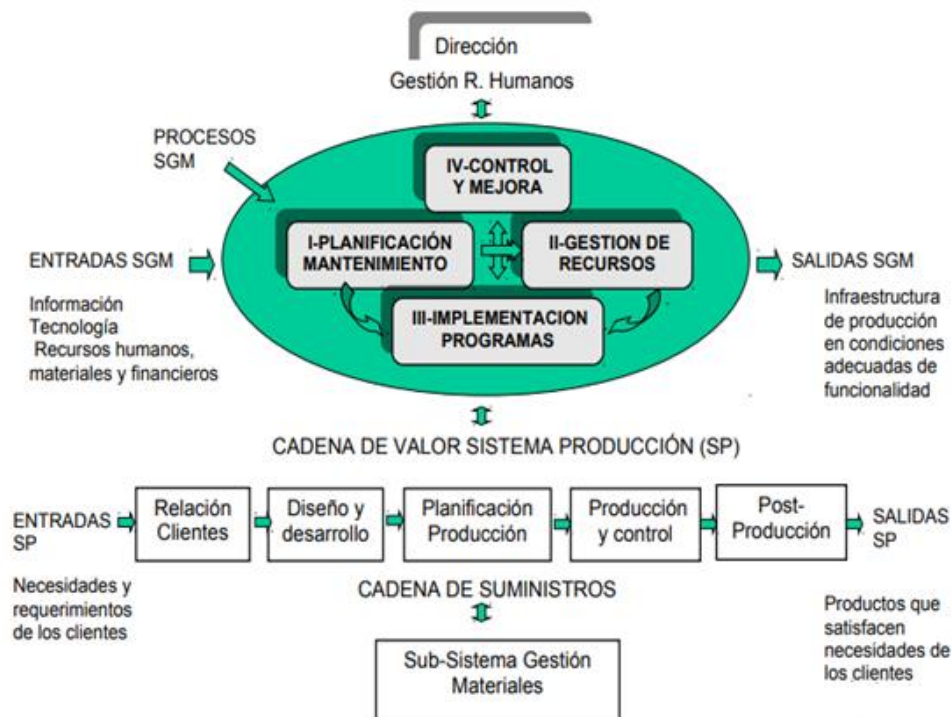 Dirección
Gestión R. Humanos
PROCESOS
SGM
IV-CONTROL
Y MEJORA
I-PLANIFICACIÓN
MANTENIMIENTO
II-GESTION DE
RECURSOS
III-IMPLEMENTACION
PROGRAMAS
ENTRADAS SGM
Información
Tecnología
Recursos humanos,
materiales y financieros
SALIDAS SGM
Infraestructura
de producción
en condiciones
adecuadas de
funcionalidad
CADENA DE VALOR SISTEMA PRODUCCIÓN (SP)
ENTRADAS
SP
Relación
Clientes
Diseño y
desarrollo
Planificación
Producción
Producción
y control
Post-
Producción
SALIDAS
SP
Necesidades y
requerimientos
de los clientes
CADENA DE SUMINISTROS
Productos que
satisfacen
necesidades de
los clientes
Sub-Sistema Gestión
Materiales